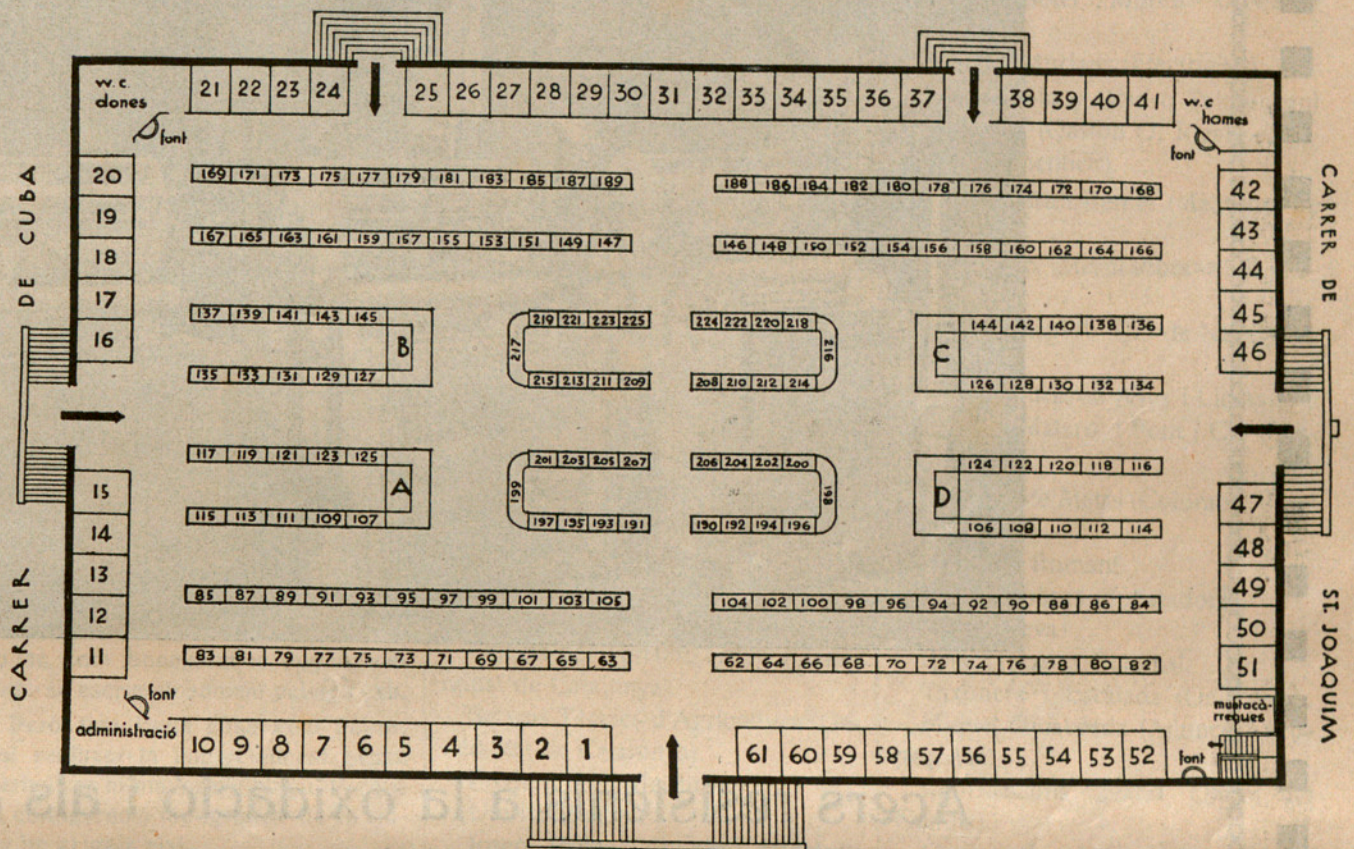 w.c. dones
21 22 23 24
25 26 27 28 29 30 31 32 33 34 35 36 37
38 39 40 41
w.c homes
font
font
20
19
18
17
16
169 171 173 175 177 179 181 183 185 187 189
188 186 184 182 180 178 176 174 172 170 168
167 165 163 161 159 157 155 153 151 149 147
146 148 150 152 154 156 158 160 162 164 166
42
43
44
45
46
137 139 141 143 145
B
135 133 131 129 127
219 221 223 225
217
215 213 211 209
224 222 220 218
216
208 210 212 214
144 142 140 138 136
C
126 128 130 132 134
117 119 121 123 125
A
115 113 111 109 107
201 203 205 207
199
197 195 193 191
206 204 202 200
198
190 192 194 196
124 122 120 118 116
D
106 108 110 112 114
15
14
13
12
11
47
48
49
50
51
85 87 89 91 93 95 97 99 101 103 105
104 102 100 98 96 94 92 90 88 86 84
83 81 79 77 75 73 71 69 67 65 63
62 64 66 68 70 72 74 76 78 80 82
font
administració
10 9 8 7 6 5 4 3 2 1
61 60 59 58 57 56 55 54 53 52
font
mustacà-
rregues
CARRER DE CUBA
CARRER DE ST. JOAQUIM